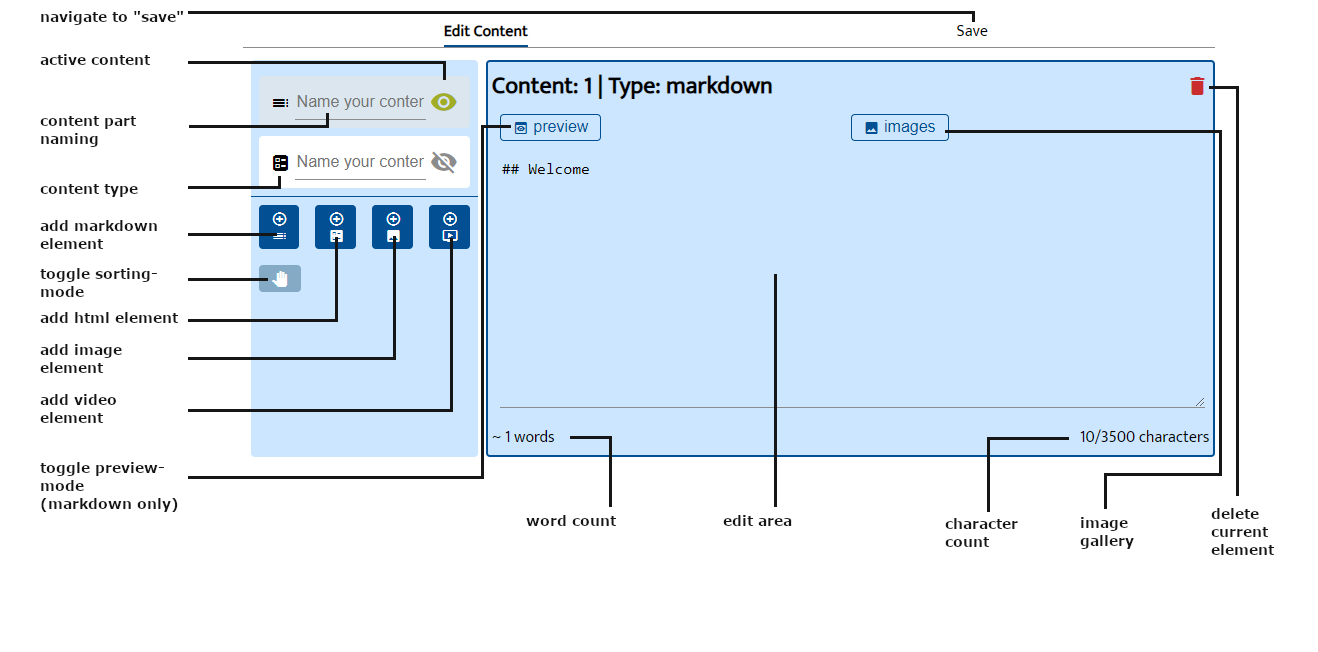 navigate to "save"
Edit Content
Save
active content
Content: 1 | Type: markdown
Name your conter
content part
naming
preview
images
Name your conter
content type
## Welcome
add markdown
element
toggle sorting-
mode
add html element
add image
element
add video
element
~ 1 words
10/3500 characters
toggle preview-
mode
(markdown only)
word count
edit area
character
count
image
gallery
delete
current
element